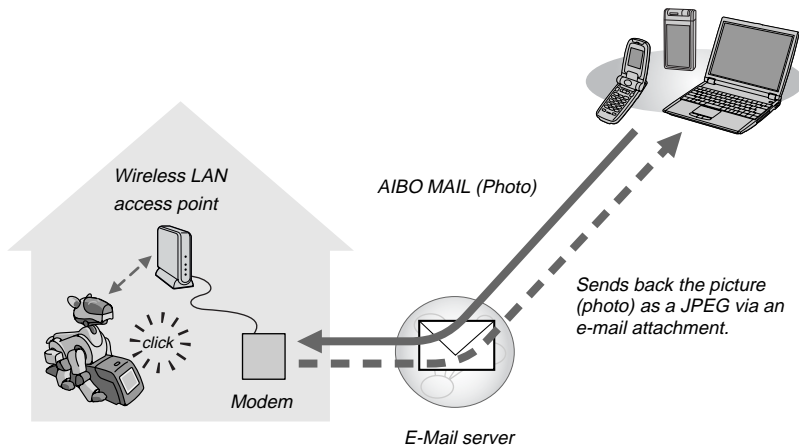 Wireless LAN
access point
AIBO MAIL (Photo)
Sends back the picture
(photo) as a JPEG via an
e-mail attachment.
click
Modem
E-Mail server